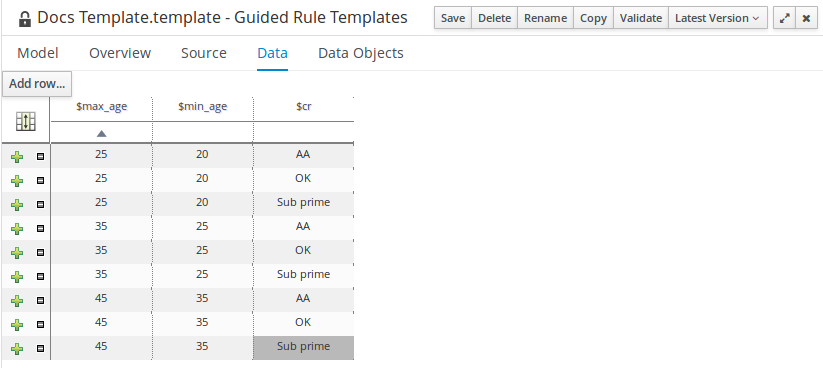 Docs Template.template - Guided Rule Templates
Save Delete Rename Copy Validate Latest Version
Model Overview Source Data Data Objects
Add row...
$max_age $min_age $cr
25 20 AA
25 20 OK
25 20 Sub prime
35 25 AA
35 25 OK
35 25 Sub prime
45 35 AA
45 35 OK
45 35 Sub prime